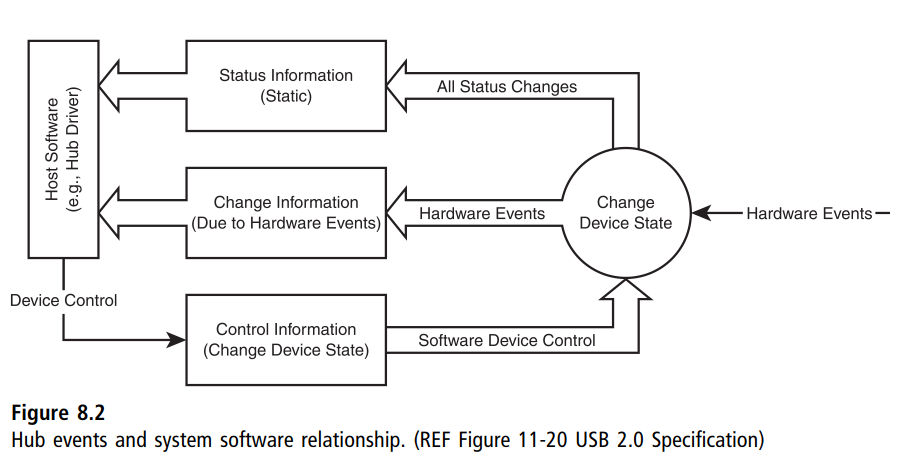 Host Software
(e.g., Hub Driver)
Status Information
(Static)
All Status Changes
Change Information
(Due to Hardware Events)
Hardware Events
Change
Device State
Hardware Events
Device Control
Control Information
(Change Device State)
Software Device Control
Figure 8.2
Hub events and system software relationship. (REF Figure 11-20 USB 2.0 Specification)